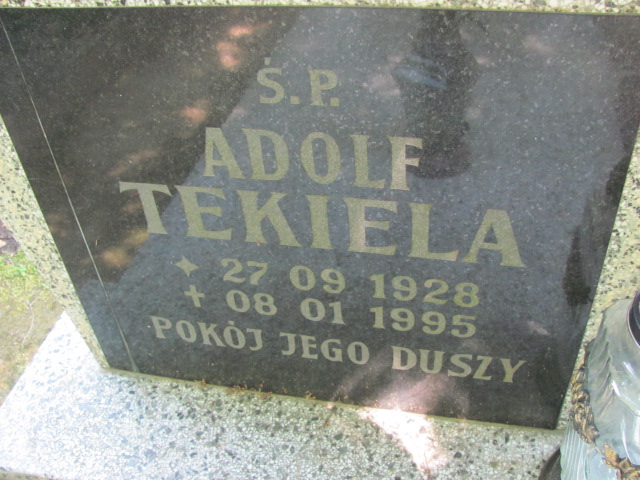 Ś.P.
ADOLF
TEKIELA
✦ 27 09 1928
✝ 08 01 1995
POKÓJ JEGO DUSZY